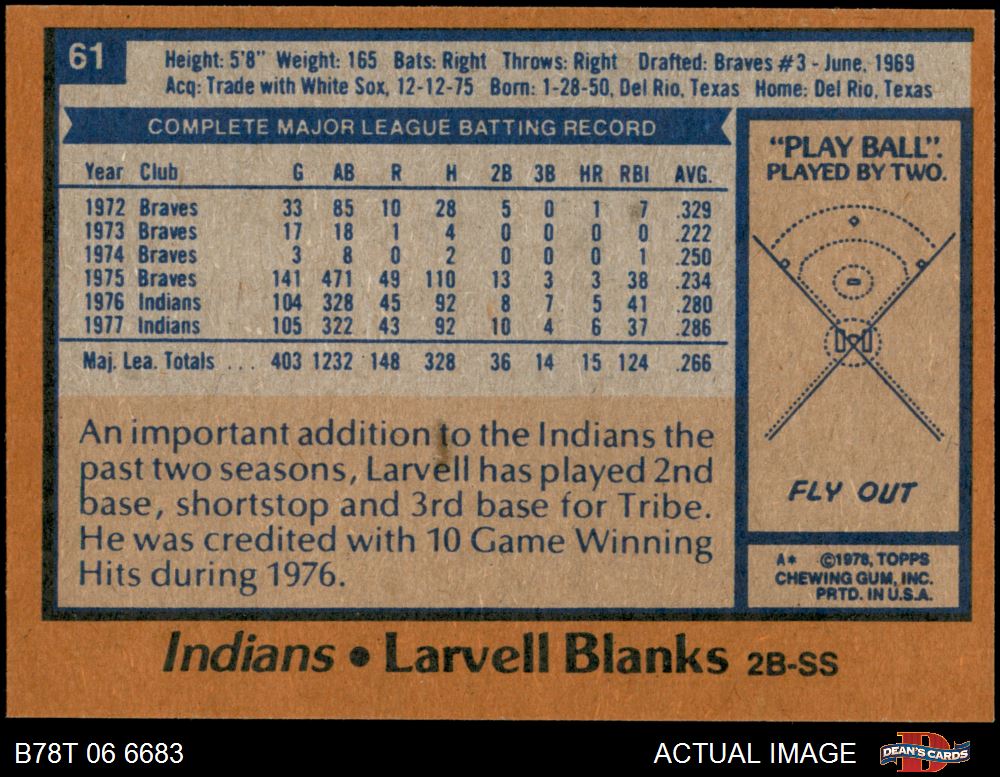 61
Height: 5'8" Weight: 165 Bats: Right Throws: Right Drafted: Braves #3 - June, 1969
Acq: Trade with White Sox, 12-12-75 Born: 1-28-50, Del Rio, Texas Home: Del Rio, Texas
COMPLETE MAJOR LEAGUE BATTING RECORD
Year Club G AB R H 2B 3B HR RBI AVG.
1972 Braves 33 85 10 28 5 0 1 7 .329
1973 Braves 17 18 1 4 0 0 0 0 .222
1974 Braves 3 8 0 2 0 0 0 1 .250
1975 Braves 141 471 49 110 13 3 3 38 .234
1976 Indians 104 328 45 92 8 7 5 41 .280
1977 Indians 105 322 43 92 10 4 6 37 .286
Maj. Lea. Totals ... 403 1232 148 328 36 14 15 124 .266
An important addition to the Indians the
past two seasons, Larvell has played 2nd
base, shortstop and 3rd base for Tribe.
He was credited with 10 Game Winning
Hits during 1976.
"PLAY BALL".
PLAYED BY TWO.
FLY OUT
A* ©1978, TOPPS
CHEWING GUM, INC.
PRTD. IN U.S.A.
Indians • Larvell Blanks 2B-SS
B78T 06 6683
ACTUAL IMAGE
DEAN'S CARDS